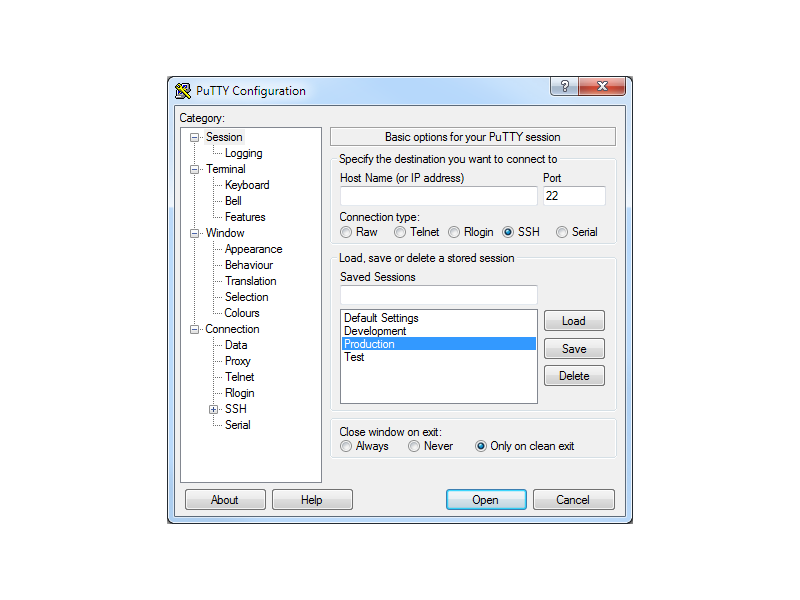 PuTTY Configuration
?
Category:
Session
Logging
Terminal
Keyboard
Bell
Features
Window
Appearance
Behaviour
Translation
Selection
Colours
Connection
Data
Proxy
Telnet
Rlogin
SSH
Serial
Basic options for your PuTTY session
Specify the destination you want to connect to
Host Name (or IP address) Port
22
Connection type:
Raw Telnet Rlogin SSH Serial
Load, save or delete a stored session
Saved Sessions
Default Settings
Development
Production
Test
Load
Save
Delete
Close window on exit:
Always Never Only on clean exit
About Help Open Cancel